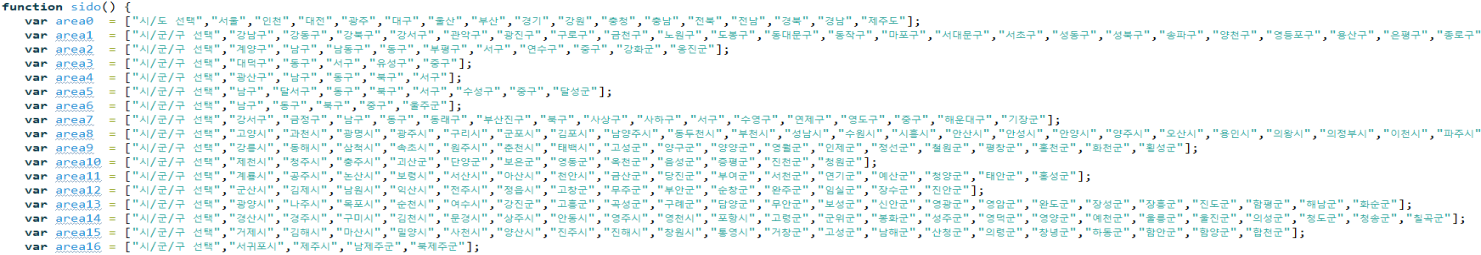 function sido() {
var area0 = ["시/도 선택","서울","인천","대전","광주","대구","울산","부산","경기","강원","충청","충남","전북","전남","경북","경남","제주도"];
var area1 = ["시/군/구 선택","강남구","강동구","강북구","강서구","관악구","광진구","구로구","금천구","노원구","도봉구","동대문구","동작구","마포구","서대문구","서초구","성동구","성북구","송파구","양천구","영등포구","용산구","은평구","종로구"
var area2 = ["시/군/구 선택","계양구","남구","남동구","동구","부평구","서구","연수구","중구","강화군","옹진군"];
var area3 = ["시/군/구 선택","대덕구","동구","서구","유성구","중구"];
var area4 = ["시/군/구 선택","광산구","남구","동구","북구","서구"];
var area5 = ["시/군/구 선택","남구","달서구","동구","북구","서구","수성구","중구","달성군"];
var area6 = ["시/군/구 선택","남구","동구","북구","중구","울주군"];
var area7 = ["시/군/구 선택","강서구","금정구","남구","동구","동래구","부산진구","북구","사상구","사하구","서구","수영구","연제구","영도구","중구","해운대구","기장군"];
var area8 = ["시/군/구 선택","고양시","과천시","광명시","광주시","구리시","군포시","김포시","남양주시","동두천시","부천시","성남시","수원시","시흥시","안산시","안성시","안양시","양주시","오산시","용인시","의왕시","의정부시","이천시","파주시"
var area9 = ["시/군/구 선택","강릉시","동해시","삼척시","속초시","원주시","춘천시","태백시","고성군","양구군","양양군","영월군","인제군","정선군","철원군","평창군","홍천군","화천군","횡성군"];
var area10 = ["시/군/구 선택","제천시","청주시","충주시","괴산군","단양군","보은군","영동군","옥천군","음성군","증평군","진천군","청원군"];
var area11 = ["시/군/구 선택","계룡시","공주시","논산시","보령시","서산시","아산시","천안시","금산군","당진군","부여군","서천군","연기군","예산군","청양군","태안군","홍성군"];
var area12 = ["시/군/구 선택","군산시","김제시","남원시","익산시","전주시","정읍시","고창군","무주군","부안군","순창군","완주군","임실군","장수군","진안군"];
var area13 = ["시/군/구 선택","광양시","나주시","목포시","순천시","여수시","강진군","고흥군","곡성군","구례군","담양군","무안군","보성군","신안군","영광군","영암군","완도군","장성군","장흥군","진도군","함평군","해남군","화순군"];
var area14 = ["시/군/구 선택","경산시","경주시","구미시","김천시","문경시","상주시","안동시","영주시","영천시","포항시","고령군","군위군","봉화군","성주군","영덕군","영양군","예천군","울릉군","울진군","의성군","청도군","청송군","칠곡군"];
var area15 = ["시/군/구 선택","거제시","김해시","마산시","밀양시","사천시","양산시","진주시","진해시","창원시","통영시","거창군","고성군","남해군","산청군","의령군","창녕군","하동군","함안군","함양군","합천군"];
var area16 = ["시/군/구 선택","서귀포시","제주시","남제주군","북제주군"];